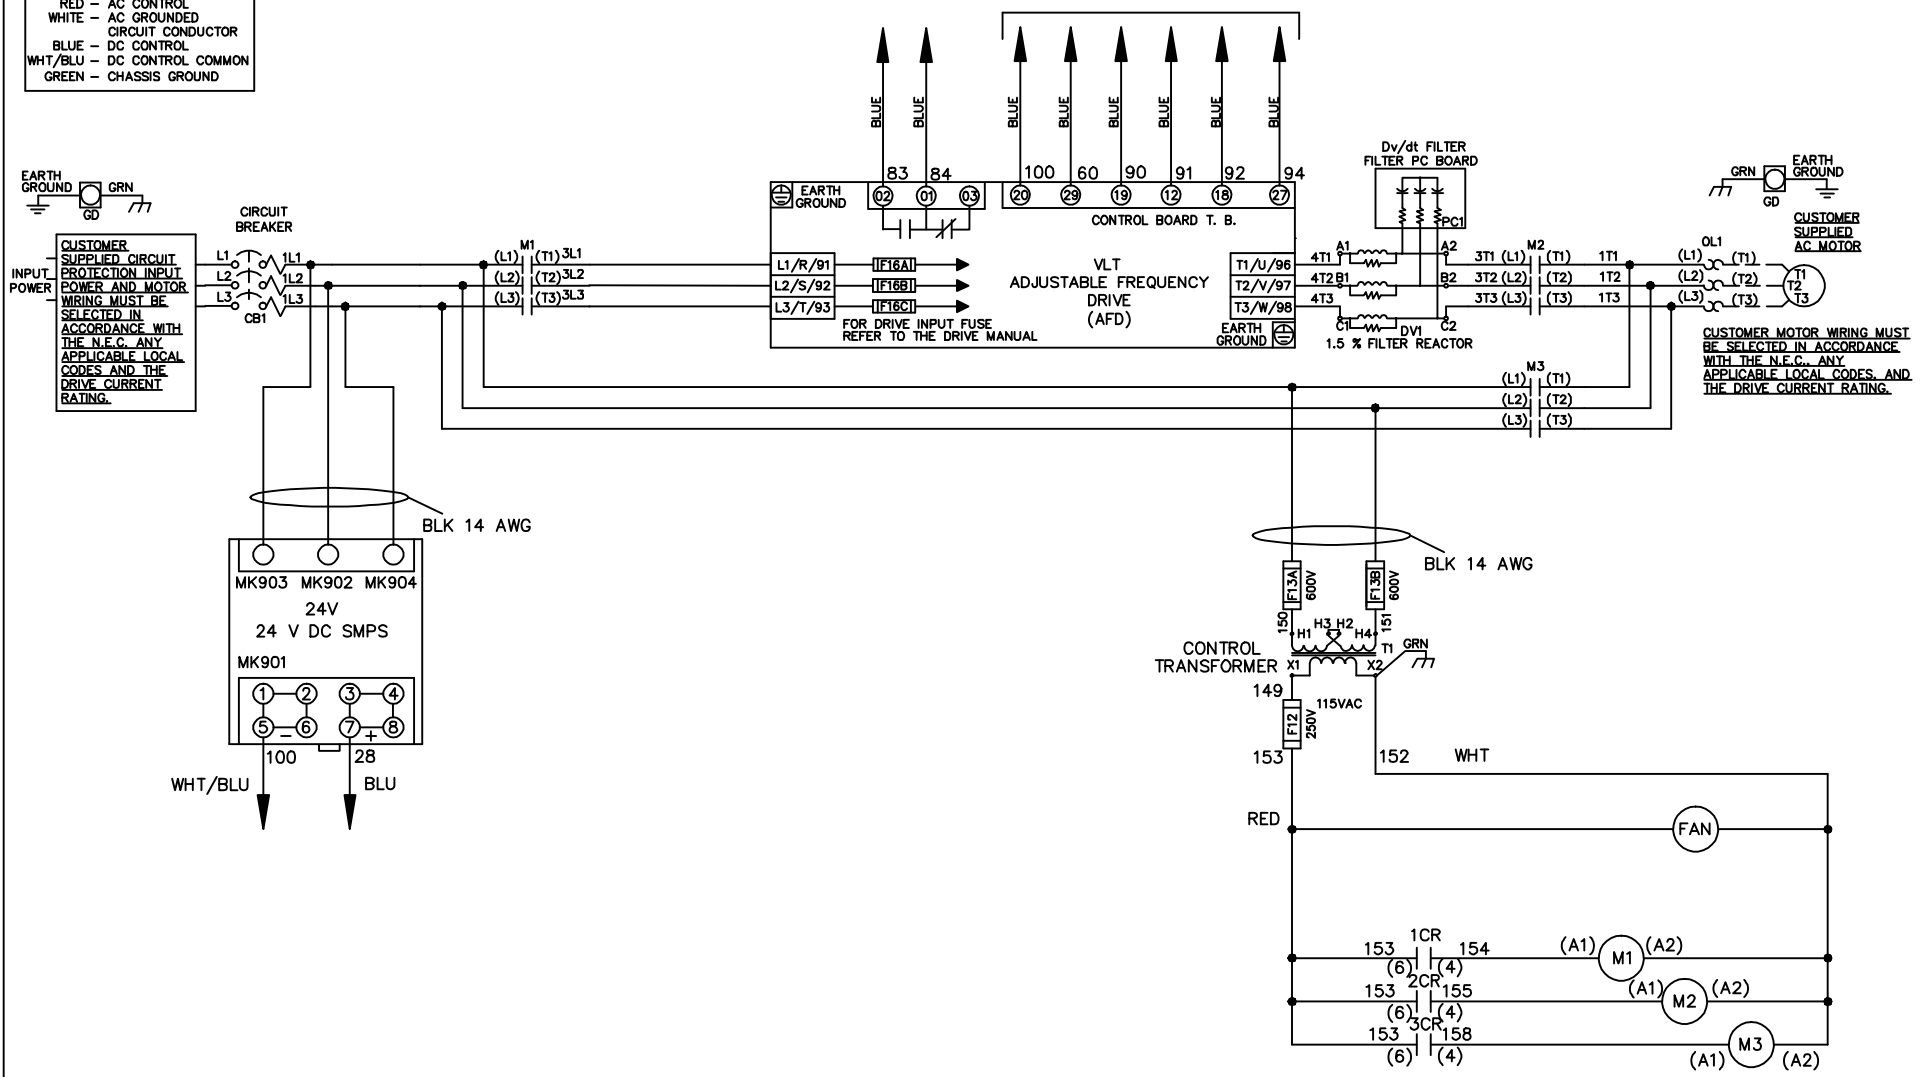 RED – AC CONTROL
WHITE – AC GROUNDED
CIRCUIT CONDUCTOR
BLUE – DC CONTROL
WHT/BLU – DC CONTROL COMMON
GREEN – CHASSIS GROUND
BLUE
BLUE
BLUE
BLUE
BLUE
BLUE
BLUE
BLUE
83
84
100
60
90
91
92
94
EARTH
GROUND
02
01
03
20
29
19
12
18
27
CONTROL BOARD T. B.
Dv/dt FILTER
FILTER PC BOARD
PC1
EARTH
GROUND
GRN
GD
CIRCUIT
BREAKER
GRN
EARTH
GROUND
GD
CUSTOMER
SUPPLIED
AC MOTOR
INPUT
POWER
CUSTOMER
SUPPLIED CIRCUIT
PROTECTION INPUT
POWER AND MOTOR
WIRING MUST BE
SELECTED IN
ACCORDANCE WITH
THE N.E.C. ANY
APPLICABLE LOCAL
CODES AND THE
DRIVE CURRENT
RATING.
L1
1L1
L2
1L2
L3
1L3
CB1
M1
(L1) (T1) 3L1
(L2) (T2) 3L2
(L3) (T3) 3L3
L1/R/91
L2/S/92
L3/T/93
F16A
F16B
F16C
FOR DRIVE INPUT FUSE
REFER TO THE DRIVE MANUAL
VLT
ADJUSTABLE FREQUENCY
DRIVE
(AFD)
T1/U/96
T2/V/97
T3/W/98
EARTH
GROUND
4T1 A1 A2
4T2 B1 B2
4T3
C1 C2
DV1
1.5 % FILTER REACTOR
M2
3T1 (L1) (T1) 1T1
3T2 (L2) (T2) 1T2
3T3 (L3) (T3) 1T3
OL1
(L1) (T1)
(L2) (T2)
(L3) (T3)
T1
T2
T3
CUSTOMER MOTOR WIRING MUST
BE SELECTED IN ACCORDANCE
WITH THE N.E.C., ANY
APPLICABLE LOCAL CODES, AND
THE DRIVE CURRENT RATING.
M3
(L1) (T1)
(L2) (T2)
(L3) (T3)
BLK 14 AWG
MK903 MK902 MK904
24V
24 V DC SMPS
MK901
1 2 3 4
5 6 7 8
– +
100
28
WHT/BLU
BLU
BLK 14 AWG
F13A
600V
F13B
600V
150
151
H1 H3 H2 H4
T1
GRN
CONTROL
TRANSFORMER
X1 X2
149
115VAC
F12
250V
153
152
WHT
RED
FAN
1CR
153 154
(6) (4)
(A1) M1 (A2)
2CR
153 155
(6) (4)
(A1) M2 (A2)
3CR
153 158
(6) (4)
(A1) M3 (A2)